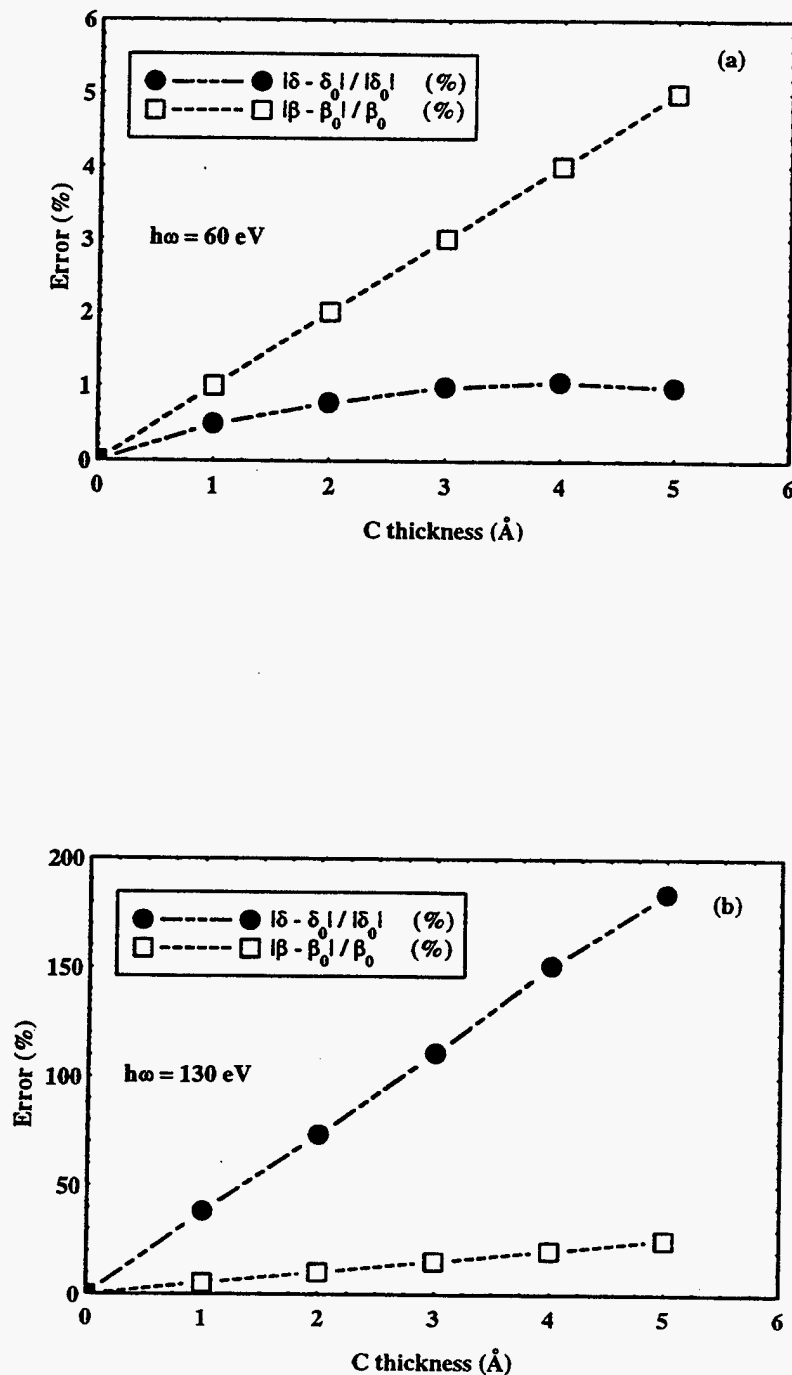 6
5
4
3
2
1
0
Error (%)
(a)
|δ - δ₀| / |δ₀| (%)
|β - β₀| / β₀ (%)
hω = 60 eV
0 1 2 3 4 5 6
C thickness (Å)
200
150
100
50
0
Error (%)
(b)
|δ - δ₀| / |δ₀| (%)
|β - β₀| / β₀ (%)
hω = 130 eV
0 1 2 3 4 5 6
C thickness (Å)